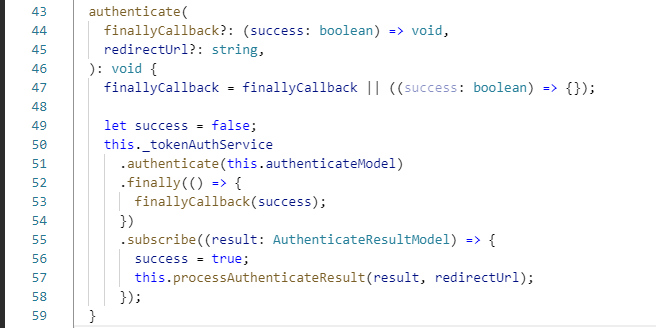 43 authenticate(
44 finallyCallback?: (success: boolean) => void,
45 redirectUrl?: string,
46 ): void {
47 finallyCallback = finallyCallback || ((success: boolean) => {});
48
49 let success = false;
50 this._tokenAuthService
51 .authenticate(this.authenticateModel)
52 .finally(() => {
53 finallyCallback(success);
54 })
55 .subscribe((result: AuthenticateResultModel) => {
56 success = true;
57 this.processAuthenticateResult(result, redirectUrl);
58 });
59 }